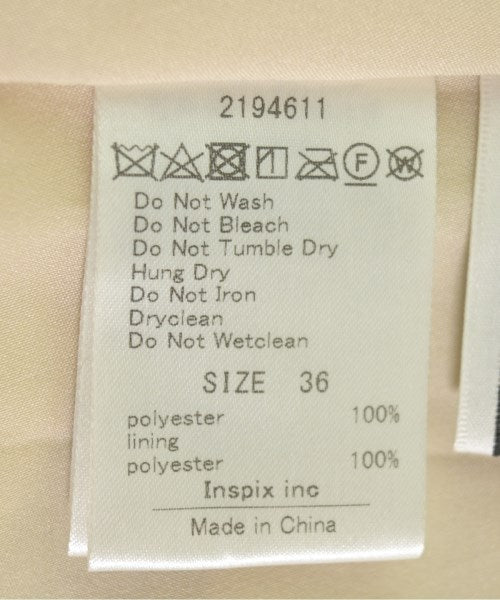 2194611
F W
Do Not Wash
Do Not Bleach
Do Not Tumble Dry
Hung Dry
Do Not Iron
Dryclean
Do Not Wetclean
SIZE 36
polyester 100%
lining
polyester 100%
Inspix inc
Made in China